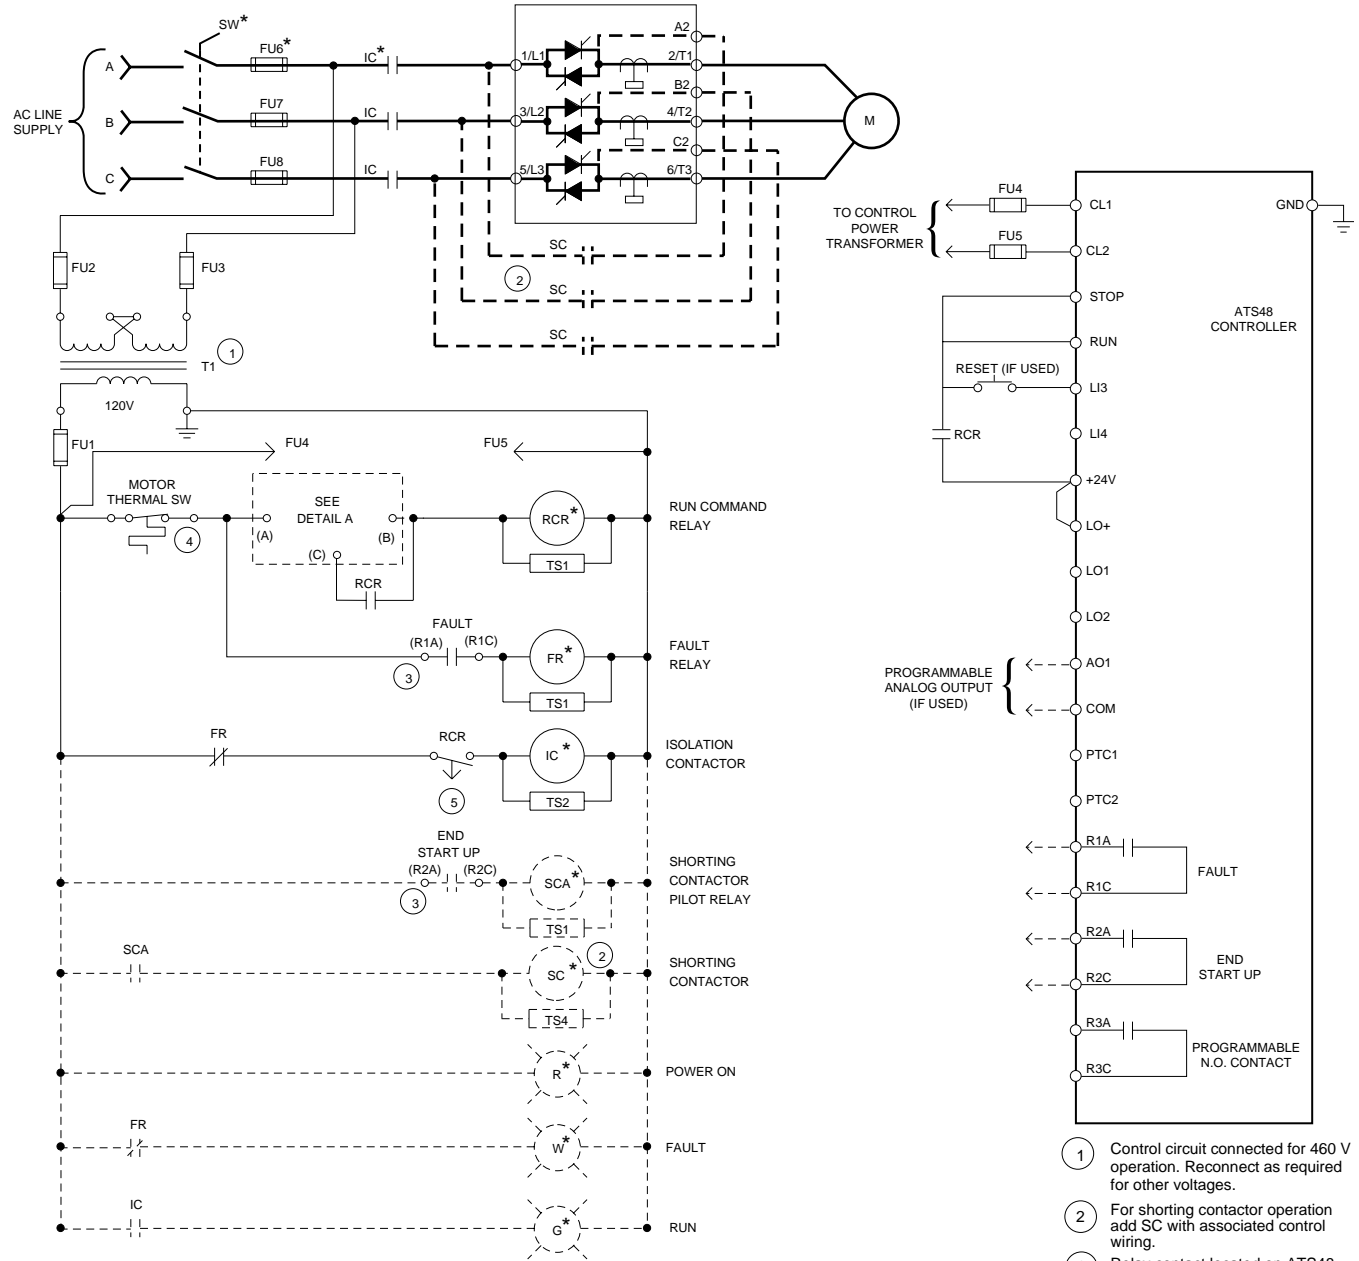 SW*
FU6*
IC*
A
1/L1
A2
2/T1
AC LINE
SUPPLY
B
FU7
IC
3/L2
B2
4/T2
M
C
FU8
IC
5/L3
C2
6/T3
FU2
FU3
SC
2
SC
SC
T1
1
120V
FU1
FU4
FU5
MOTOR
THERMAL SW
4
SEE
DETAIL A
(A)
(B)
(C)
RCR
RCR*
TS1
RUN COMMAND
RELAY
FAULT
(R1A)
(R1C)
3
FR*
TS1
FAULT
RELAY
FR
RCR
5
IC*
TS2
ISOLATION
CONTACTOR
END
START UP
(R2A)
(R2C)
3
SCA*
TS1
SHORTING
CONTACTOR
PILOT RELAY
SCA
SC*
2
TS4
SHORTING
CONTACTOR
R*
POWER ON
FR
W*
FAULT
IC
G*
RUN
TO CONTROL
POWER
TRANSFORMER
FU4
FU5
CL1
GND
CL2
STOP
ATS48
CONTROLLER
RUN
RESET (IF USED)
LI3
RCR
LI4
+24V
LO+
LO1
LO2
PROGRAMMABLE
ANALOG OUTPUT
(IF USED)
AO1
COM
PTC1
PTC2
R1A
FAULT
R1C
R2A
END
START UP
R2C
R3A
PROGRAMMABLE
N.O. CONTACT
R3C
1
Control circuit connected for 460 V
operation. Reconnect as required
for other voltages.
2
For shorting contactor operation
add SC with associated control
wiring.